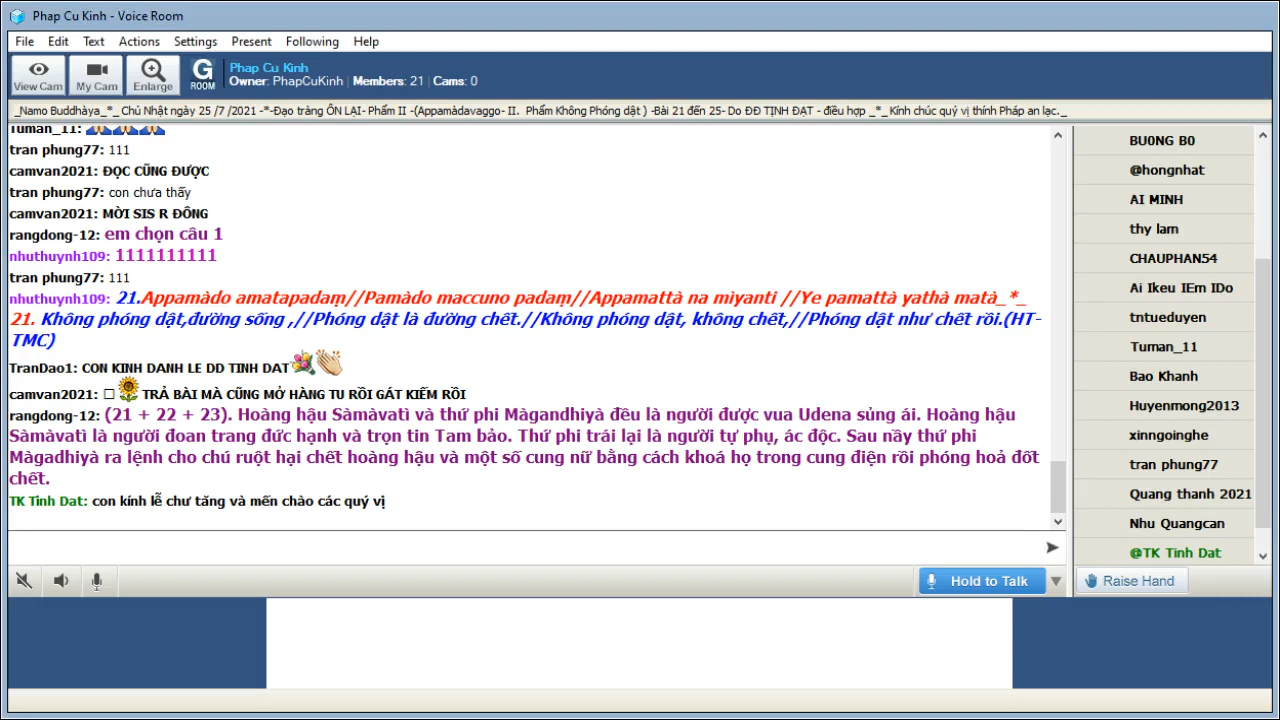 Phap Cu Kinh - Voice Room
File Edit Text Actions Settings Present Following Help
View Cam My Cam Enlarge G ROOM
Phap Cu Kinh
Owner: PhapCuKinh | Members: 21 | Cams: 0
_Namo Buddhàya_*_ Chủ Nhật ngày 25 /7 /2021 -*-Đạo tràng ÔN LẠI- Phẩm II -(Appamàdavaggo- II. Phẩm Không Phóng dật ) -Bài 21 đến 25- Do ĐĐ TỊNH ĐẠT - điều hợp _*_ Kính chúc quý vị thính Pháp an lạc._
Tuman_11:
tran phung77: 111
camvan2021: ĐỌC CŨNG ĐƯỢC
tran phung77: con chưa thấy
camvan2021: MỜI SIS R ĐÔNG
rangdong-12: em chọn câu 1
nhuthuynh109: 1111111111
tran phung77: 111
nhuthuynh109: 21.Appamàdo amatapadaṃ//Pamàdo maccuno padaṃ//Appamattà na mìyanti //Ye pamattà yathà matà_*_
21. Không phóng dật,đường sống ,//Phóng dật là đường chết.//Không phóng dật, không chết,//Phóng dật như chết rồi.(HT-
TMC)
TranDao1: CON KINH DANH LE DD TINH DAT
camvan2021: □ TRẢ BÀI MÀ CŨNG MỞ HÀNG TU RỒI GÁT KIẾM RỒI
rangdong-12: (21 + 22 + 23). Hoàng hậu Sàmàvatì và thứ phi Màgandhiyà đều là người được vua Udena sủng ái. Hoàng hậu
Sàmàvatì là người đoan trang đức hạnh và trọn tin Tam bảo. Thứ phi trái lại là người tự phụ, ác độc. Sau nầy thứ phi
Màgadhiyà ra lệnh cho chú ruột hại chết hoàng hậu và một số cung nữ bằng cách khoá họ trong cung điện rồi phóng hoả đốt
chết.
TK Tinh Dat: con kính lễ chư tăng và mến chào các quý vị
BU0NG B0
@hongnhat
AI MINH
thy lam
CHAUPHAN54
Ai Ikeu IEm IDo
tntueduyen
Tuman_11
Bao Khanh
Huyenmong2013
xinngoinghe
tran phung77
Quang thanh 2021
Nhu Quangcan
@TK Tinh Dat
Hold to Talk
Raise Hand